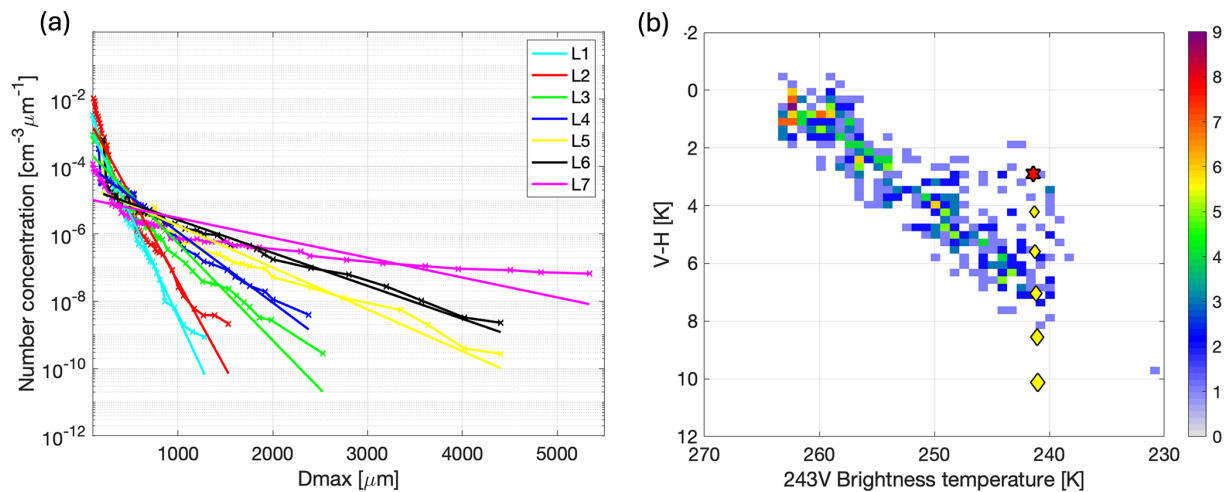 (a)
Number concentration [cm⁻³μm⁻¹]
10⁻²
10⁻⁴
10⁻⁶
10⁻⁸
10⁻¹⁰
10⁻¹²
L1
L2
L3
L4
L5
L6
L7
1000
2000
3000
4000
5000
Dmax [μm]
(b)
V-H [K]
-2
0
2
4
6
8
10
12
270
260
250
240
230
243V Brightness temperature [K]
9
8
7
6
5
4
3
2
1
0